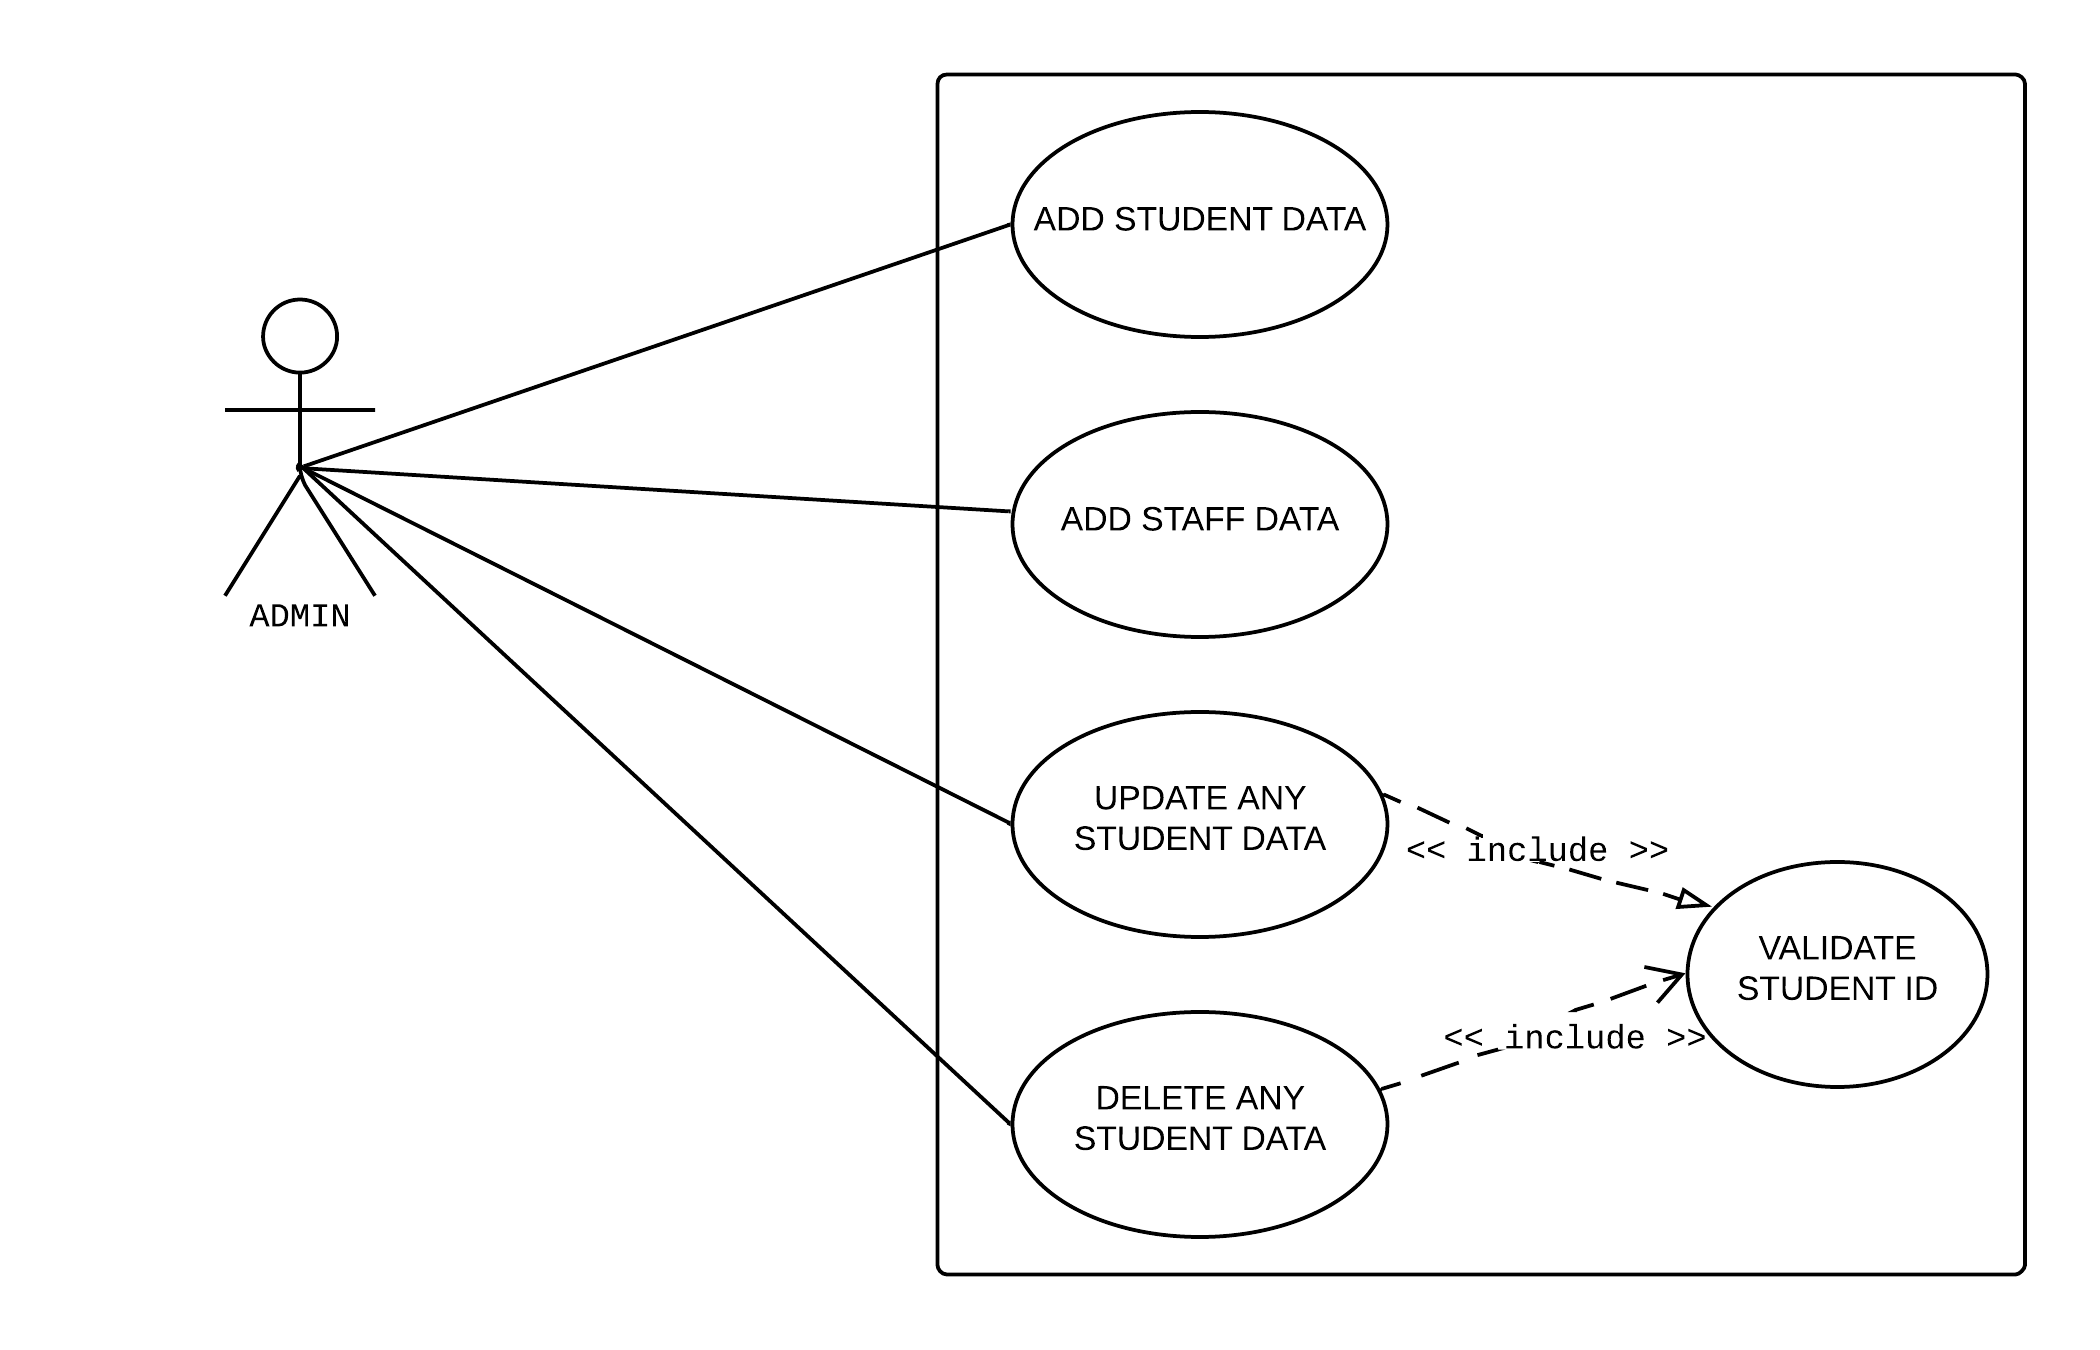 ADD STUDENT DATA
ADD STAFF DATA
ADMIN
UPDATE ANY
STUDENT DATA
<< include >>
VALIDATE
STUDENT ID
<< include >>
DELETE ANY
STUDENT DATA